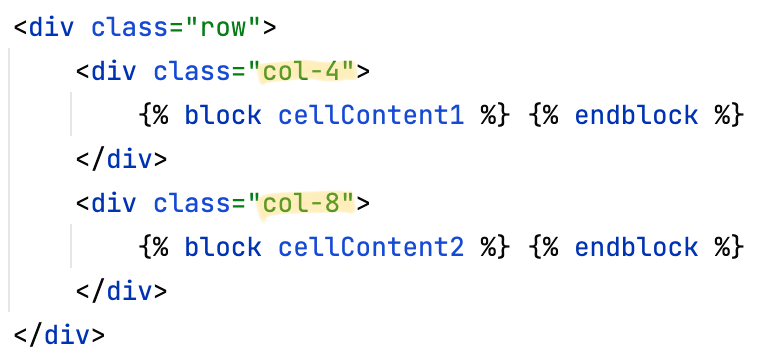 <div class="row">
    <div class="col-4">
        {% block cellContent1 %} {% endblock %}
    </div>
    <div class="col-8">
        {% block cellContent2 %} {% endblock %}
    </div>
</div>